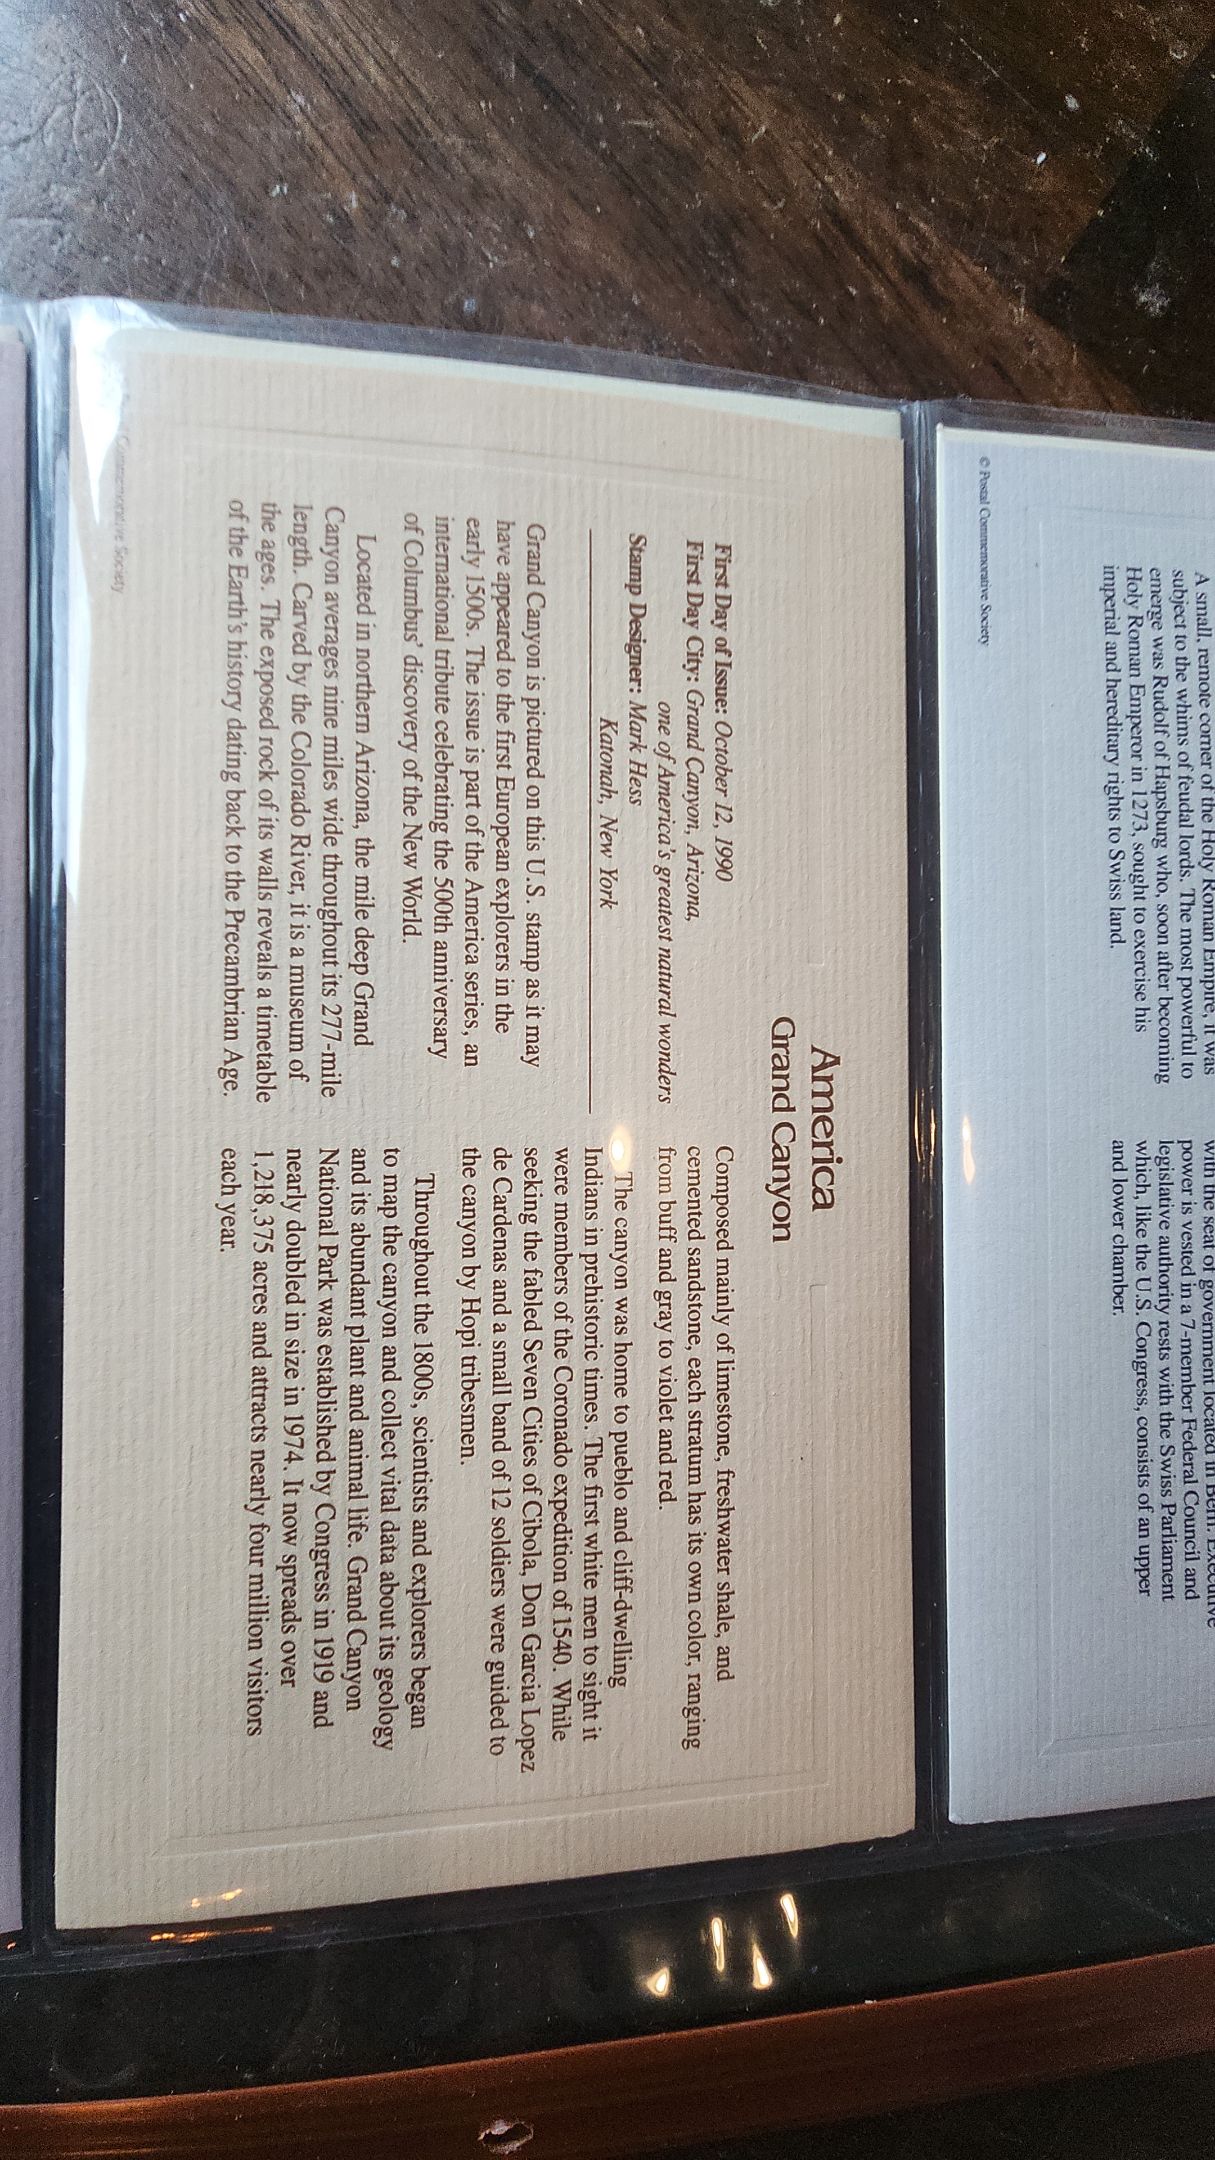 A small, remote corner of the Holy Roman Empire, it was
subject to the whims of feudal lords. The most powerful to
emerge was Rudolf of Hapsburg who, soon after becoming
Holy Roman Emperor in 1273, sought to exercise his
imperial and hereditary rights to Swiss land.
with the seat of government located in Bern. Executive
power is vested in a 7-member Federal Council and
legislative authority rests with the Swiss Parliament
which, like the U.S. Congress, consists of an upper
and lower chamber.
© Postal Commemorative Society
America
Grand Canyon
First Day of Issue: October 12, 1990
First Day City: Grand Canyon, Arizona,
one of America's greatest natural wonders
Stamp Designer: Mark Hess
Katonah, New York
Grand Canyon is pictured on this U.S. stamp as it may
have appeared to the first European explorers in the
early 1500s. The issue is part of the America series, an
international tribute celebrating the 500th anniversary
of Columbus' discovery of the New World.
Located in northern Arizona, the mile deep Grand
Canyon averages nine miles wide throughout its 277-mile
length. Carved by the Colorado River, it is a museum of
the ages. The exposed rock of its walls reveals a timetable
of the Earth's history dating back to the Precambrian Age.
Composed mainly of limestone, freshwater shale, and
cemented sandstone, each stratum has its own color, ranging
from buff and gray to violet and red.
The canyon was home to pueblo and cliff-dwelling
Indians in prehistoric times. The first white men to sight it
were members of the Coronado expedition of 1540. While
seeking the fabled Seven Cities of Cibola, Don Garcia Lopez
de Cardenas and a small band of 12 soldiers were guided to
the canyon by Hopi tribesmen.
Throughout the 1800s, scientists and explorers began
to map the canyon and collect vital data about its geology
and its abundant plant and animal life. Grand Canyon
National Park was established by Congress in 1919 and
nearly doubled in size in 1974. It now spreads over
1,218,375 acres and attracts nearly four million visitors
each year.
Commemorative Society